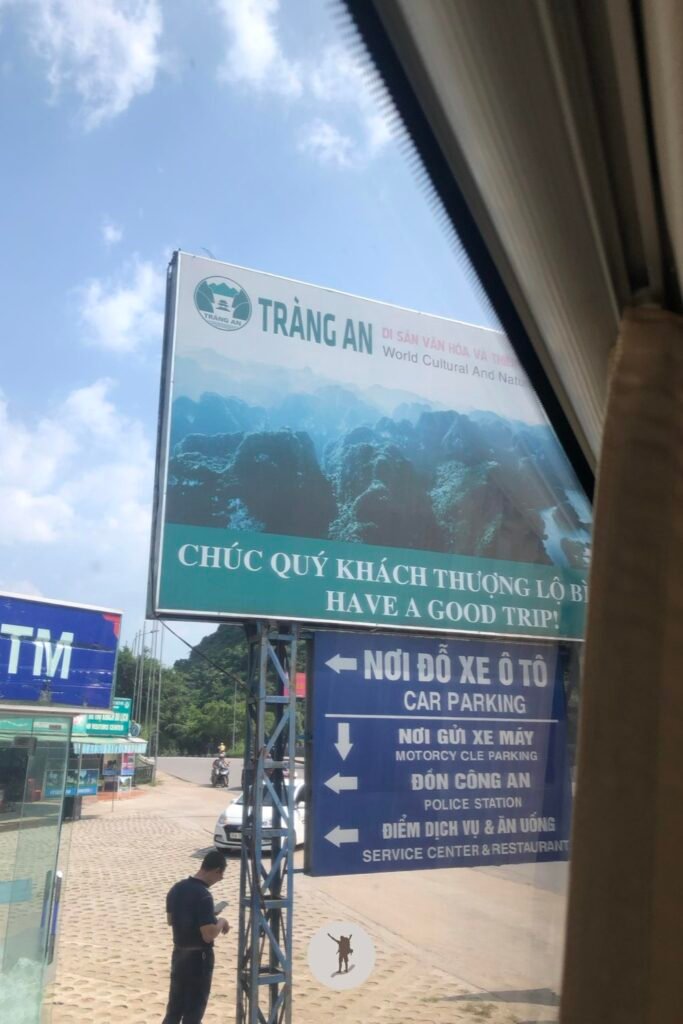 TRÀNG AN
TRÀNG AN
DI SẢN VĂN HÓA VÀ
World Cultural And
CHÚC QUÝ KHÁCH THƯỢNG LỘ
HAVE A GOOD TRIP!
TM
NƠI ĐỖ XE Ô TÔ
CAR PARKING
NƠI GỬI XE MÁY
MOTORCY CLE PARKING
ĐỒN CÔNG AN
POLICE STATION
ĐIỂM DỊCH VỤ & ĂN UỐNG
SERVICE CENTER & RESTAURANT